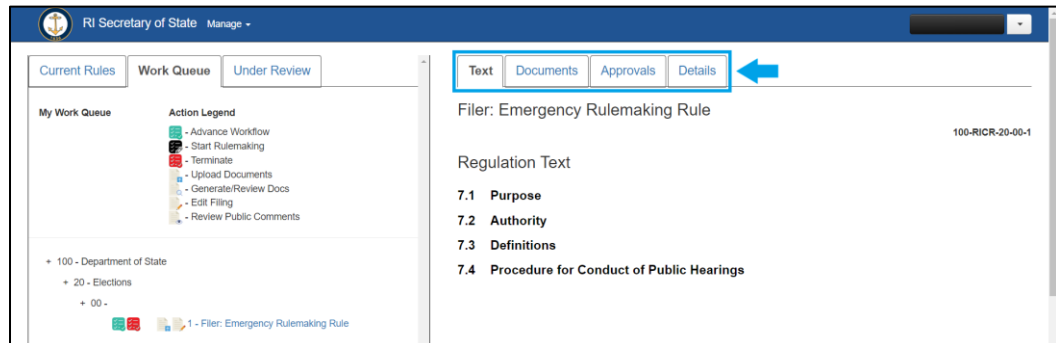 RI Secretary of State Manage
Current Rules Work Queue Under Review
My Work Queue
Action Legend
- Advance Workflow
- Start Rulemaking
- Terminate
- Upload Documents
- Generate/Review Docs
- Edit Filing
- Review Public Comments
+ 100 - Department of State
+ 20 - Elections
+ 00 -
1 - Filer: Emergency Rulemaking Rule
Text Documents Approvals Details
Filer: Emergency Rulemaking Rule
100-RICR-20-00-1
Regulation Text
7.1 Purpose
7.2 Authority
7.3 Definitions
7.4 Procedure for Conduct of Public Hearings